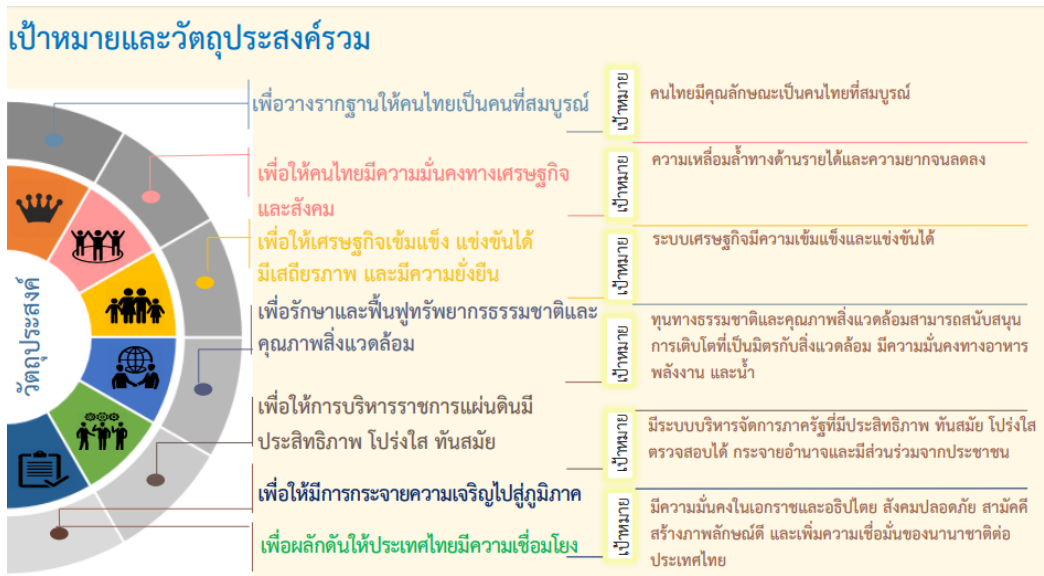 เป้าหมายและวัตถุประสงค์รวม
วัตถุประสงค์
เพื่อวางรากฐานให้คนไทยเป็นคนที่สมบูรณ์
เป้าหมาย
คนไทยมีคุณลักษณะเป็นคนไทยที่สมบูรณ์
เพื่อให้คนไทยมีความมั่นคงทางเศรษฐกิจ
และสังคม
เป้าหมาย
ความเหลื่อมล้ำทางด้านรายได้และความยากจนลดลง
เพื่อให้เศรษฐกิจเข้มแข็ง แข่งขันได้
มีเสถียรภาพ และมีความยั่งยืน
เป้าหมาย
ระบบเศรษฐกิจมีความเข้มแข็งและแข่งขันได้
เพื่อรักษาและฟื้นฟูทรัพยากรธรรมชาติและ
คุณภาพสิ่งแวดล้อม
เป้าหมาย
ทุนทางธรรมชาติและคุณภาพสิ่งแวดล้อมสามารถสนับสนุน
การเติบโตที่เป็นมิตรกับสิ่งแวดล้อม มีความมั่นคงทางอาหาร
พลังงาน และน้ำ
เพื่อให้การบริหารราชการแผ่นดินมี
ประสิทธิภาพ โปร่งใส ทันสมัย
เป้าหมาย
มีระบบบริหารจัดการภาครัฐที่มีประสิทธิภาพ ทันสมัย โปร่งใส
ตรวจสอบได้ กระจายอำนาจและมีส่วนร่วมจากประชาชน
เพื่อให้มีการกระจายความเจริญไปสู่ภูมิภาค
เพื่อผลักดันให้ประเทศไทยมีความเชื่อมโยง
เป้าหมาย
มีความมั่นคงในเอกราชและอธิปไตย สังคมปลอดภัย สามัคคี
สร้างภาพลักษณ์ดี และเพิ่มความเชื่อมั่นของนานาชาติต่อ
ประเทศไทย